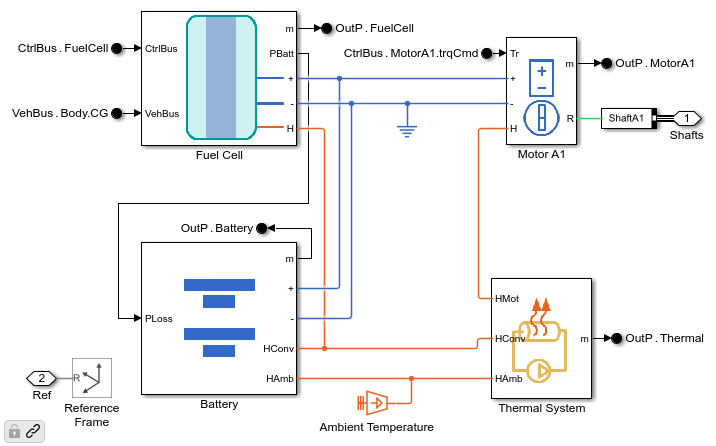 CtrlBus . FuelCell
VehBus . Body.CG
CtrlBus
VehBus
m
PBatt
+
-
H
Fuel Cell
OutP . FuelCell
CtrlBus . MotorA1.trqCmd
Tr
+
-
H
m
R
Motor A1
OutP . MotorA1
ShaftA1
1
Shafts
OutP . Battery
PLoss
m
+
-
HConv
HAmb
Battery
HMot
HConv
HAmb
m
Thermal System
OutP . Thermal
Ambient Temperature
2
Ref
R
Reference
Frame